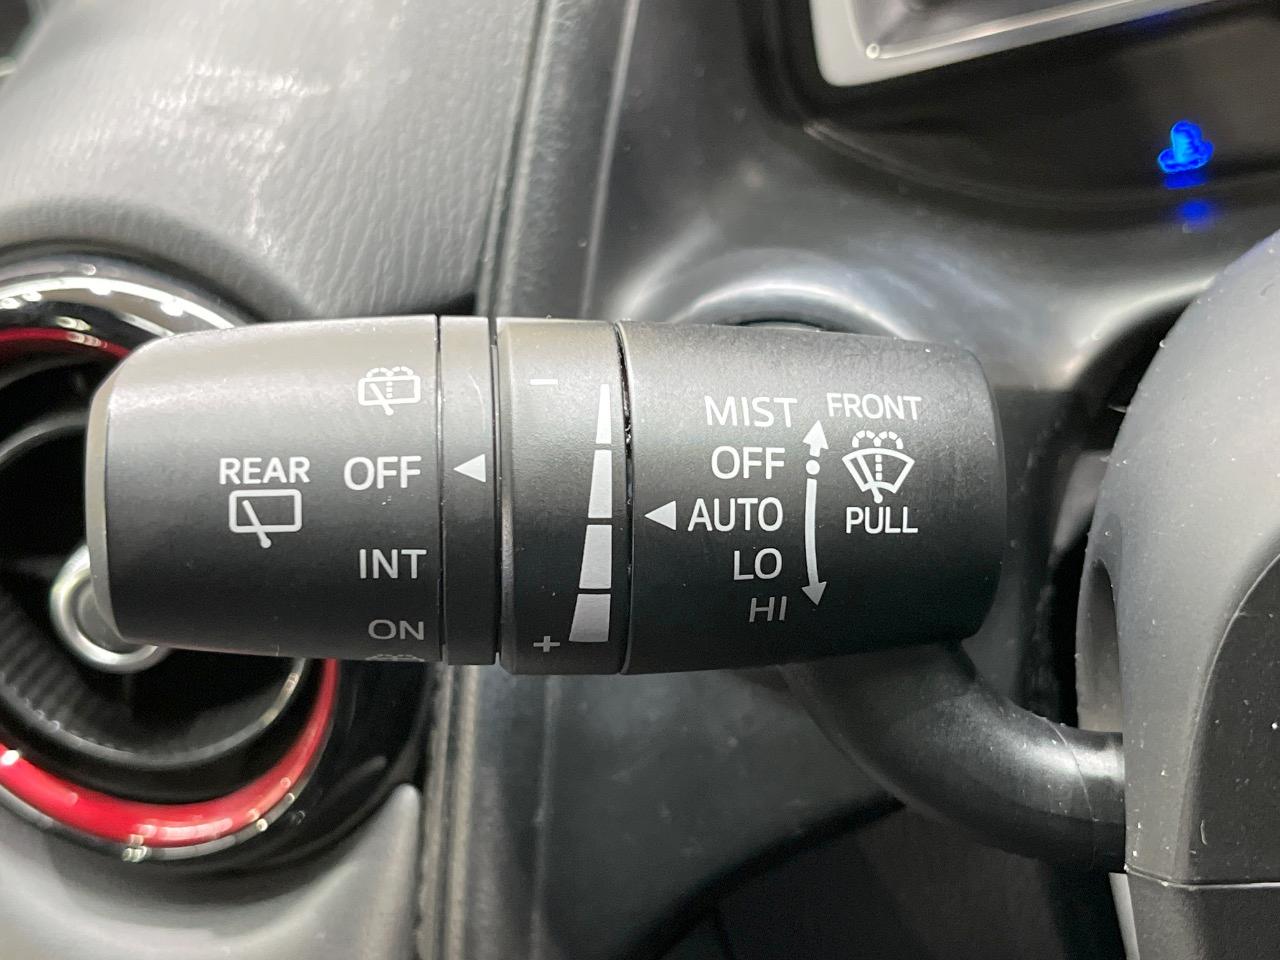 REAR
OFF
INT
ON
−
+
MIST
OFF
AUTO
LO
HI
FRONT
PULL